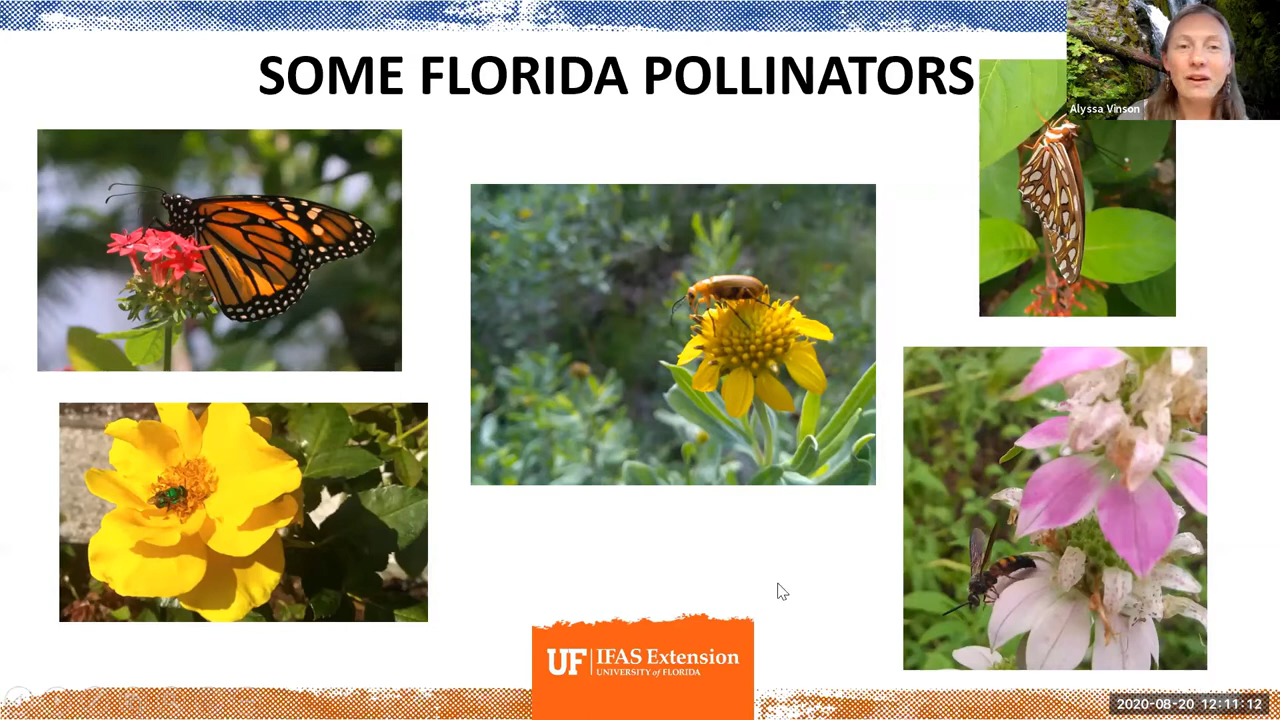 SOME FLORIDA POLLINATORS
Alyssa Vinson
UF IFAS Extension
UNIVERSITY of FLORIDA
2020-08-20 12:11:12